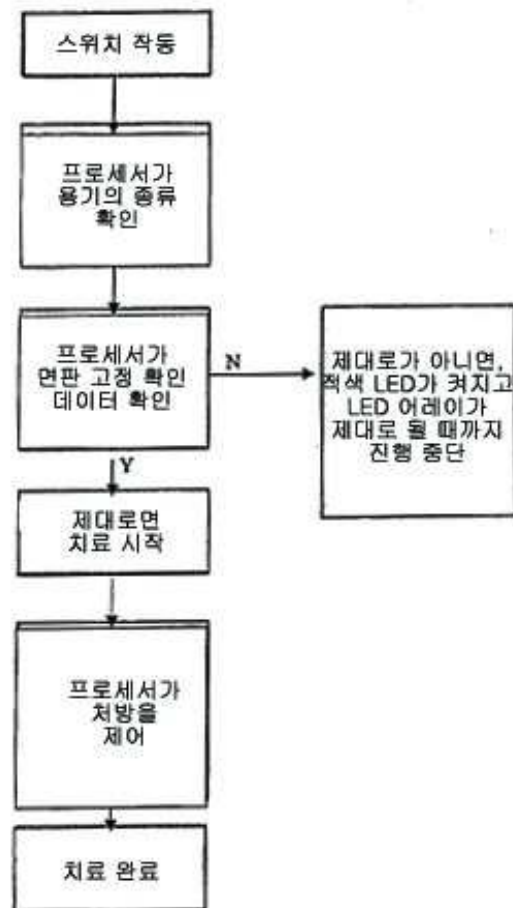 스위치 작동
프로세서가
용기의 종류
확인
프로세서가
면판 고정 확인
데이터 확인
N
제대로가 아니면,
적색 LED가 켜지고
LED 어레이가
제대로 될 때까지
진행 중단
Y
제대로면
치료 시작
프로세서가
처방을
제어
치료 완료